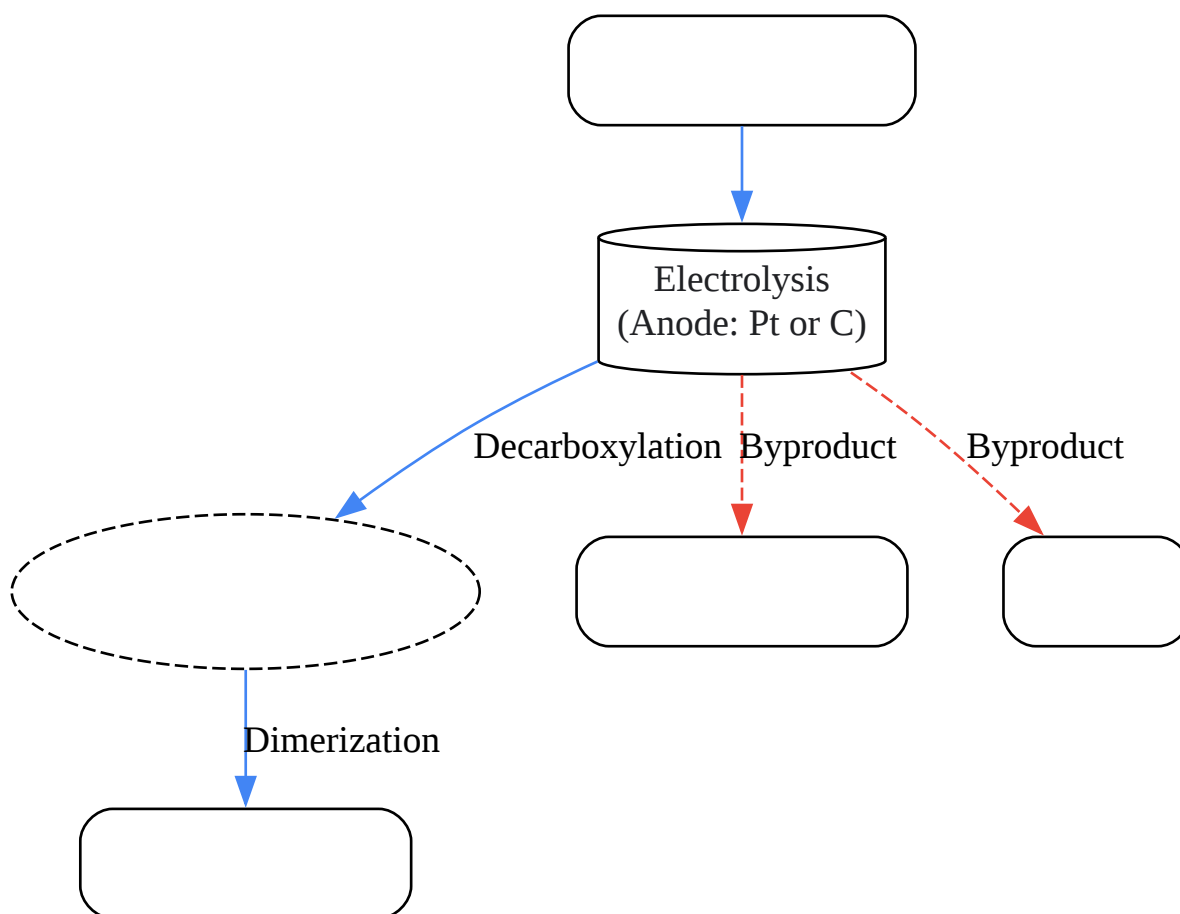 Electrolysis
(Anode: Pt or C)
Decarboxylation
Byproduct
Byproduct
Dimerization